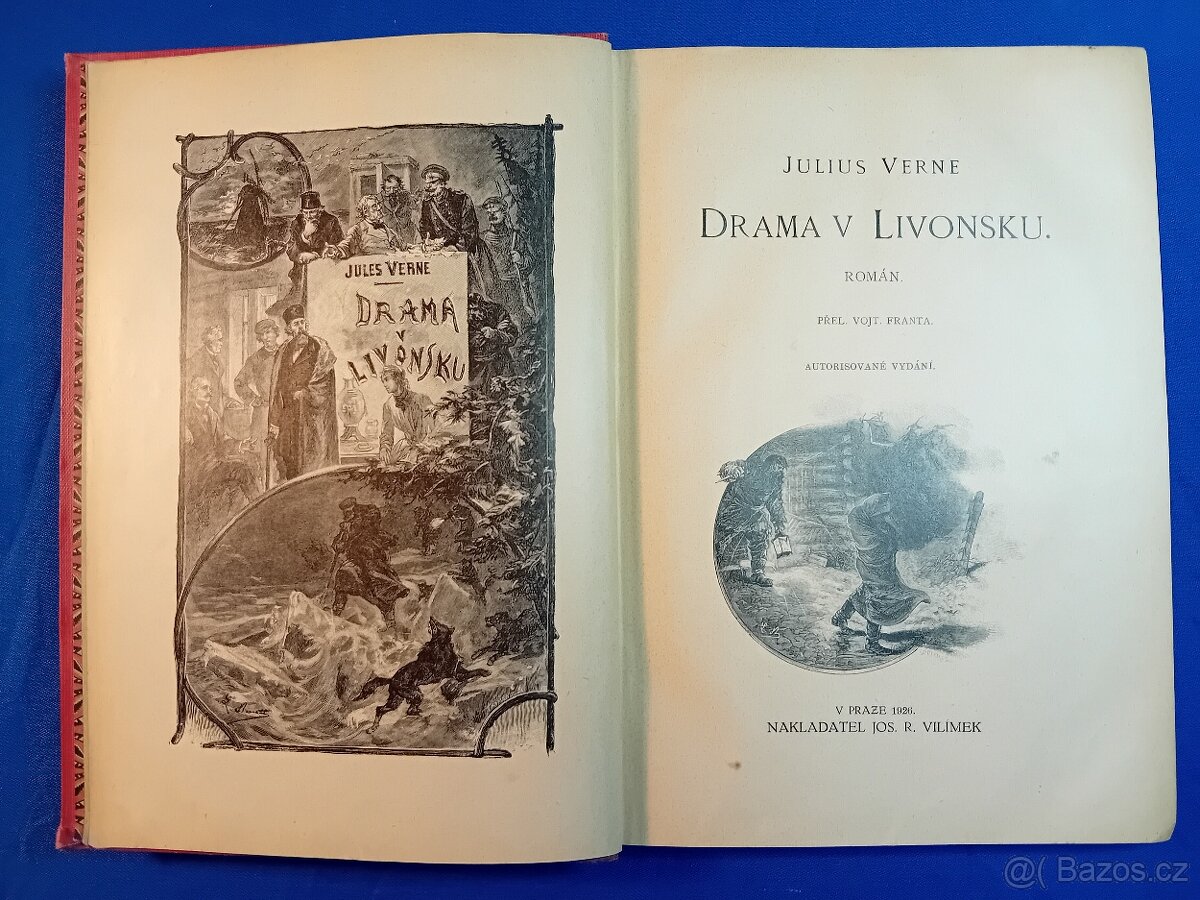 JULES VERNE
DRAMA
V
LIVONSKU
JULIUS VERNE
DRAMA V LIVONSKU.
ROMÁN.
PŘEL. VOJT. FRANTA.
AUTORISOVANÉ VYDÁNÍ.
V PRAZE 1926.
NAKLADATEL JOS. R. VILÍMEK
@( Bazos.cz